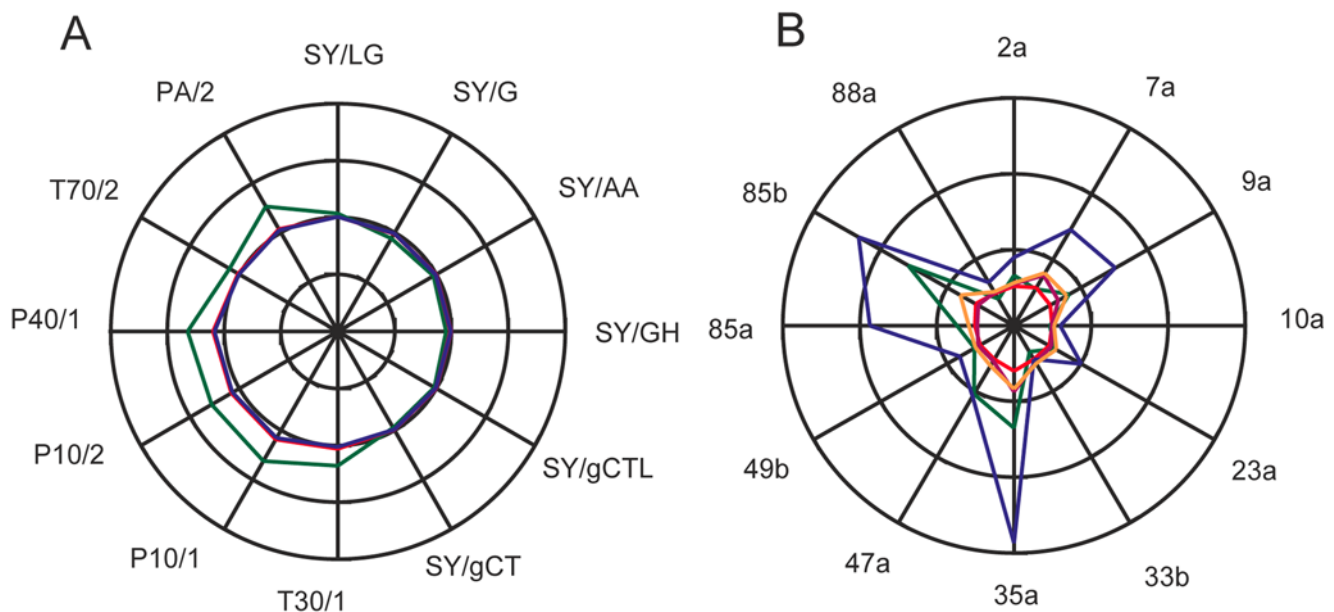 A
SY/LG
SY/G
SY/AA
SY/GH
SY/gCTL
SY/gCT
T30/1
P10/1
P10/2
P40/1
T70/2
PA/2
B
2a
7a
9a
10a
23a
33b
35a
47a
49b
85a
85b
88a